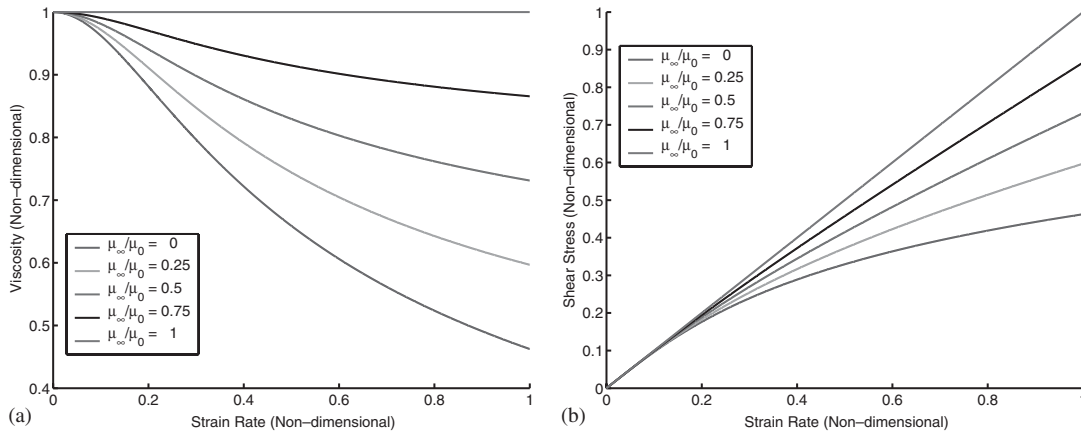 1
0.9
0.8
0.7
0.6
0.5
0.4
Viscosity (Non–dimensional)
μ∞/μ0 = 0
μ∞/μ0 = 0.25
μ∞/μ0 = 0.5
μ∞/μ0 = 0.75
μ∞/μ0 = 1
0 0.2 0.4 0.6 0.8 1
Strain Rate (Non–dimensional)
(a)
1
0.9
0.8
0.7
0.6
0.5
0.4
0.3
0.2
0.1
0
Shear Stress (Non–dimensional)
μ∞/μ0 = 0
μ∞/μ0 = 0.25
μ∞/μ0 = 0.5
μ∞/μ0 = 0.75
μ∞/μ0 = 1
0 0.2 0.4 0.6 0.8 1
Strain Rate (Non–dimensional)
(b)